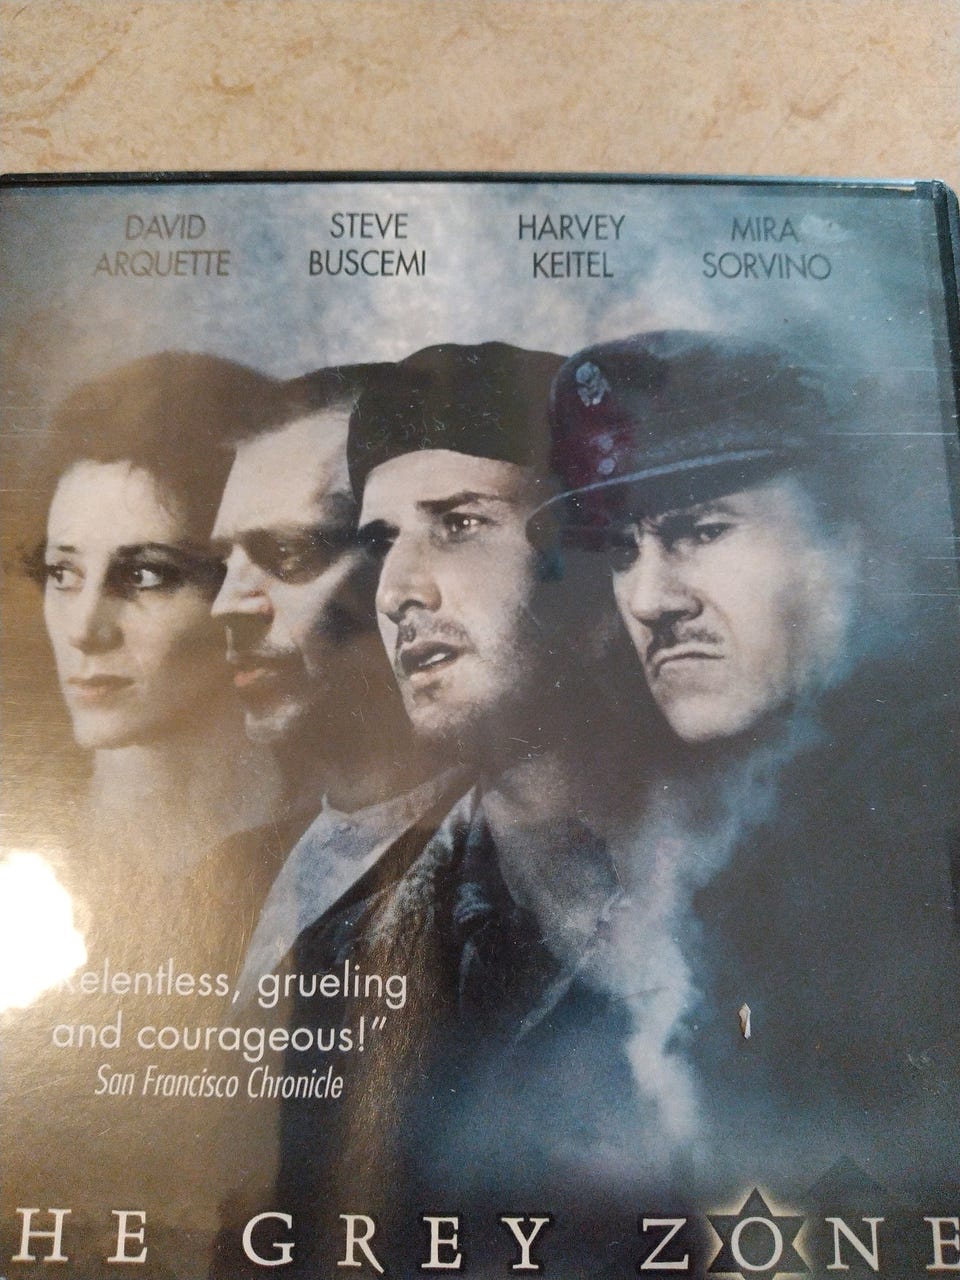 DAVID ARQUETTE
STEVE BUSCEMI
HARVEY KEITEL
MIRA SORVINO
elentless, grueling
and courageous!"
San Francisco Chronicle
HE GREY ZONE